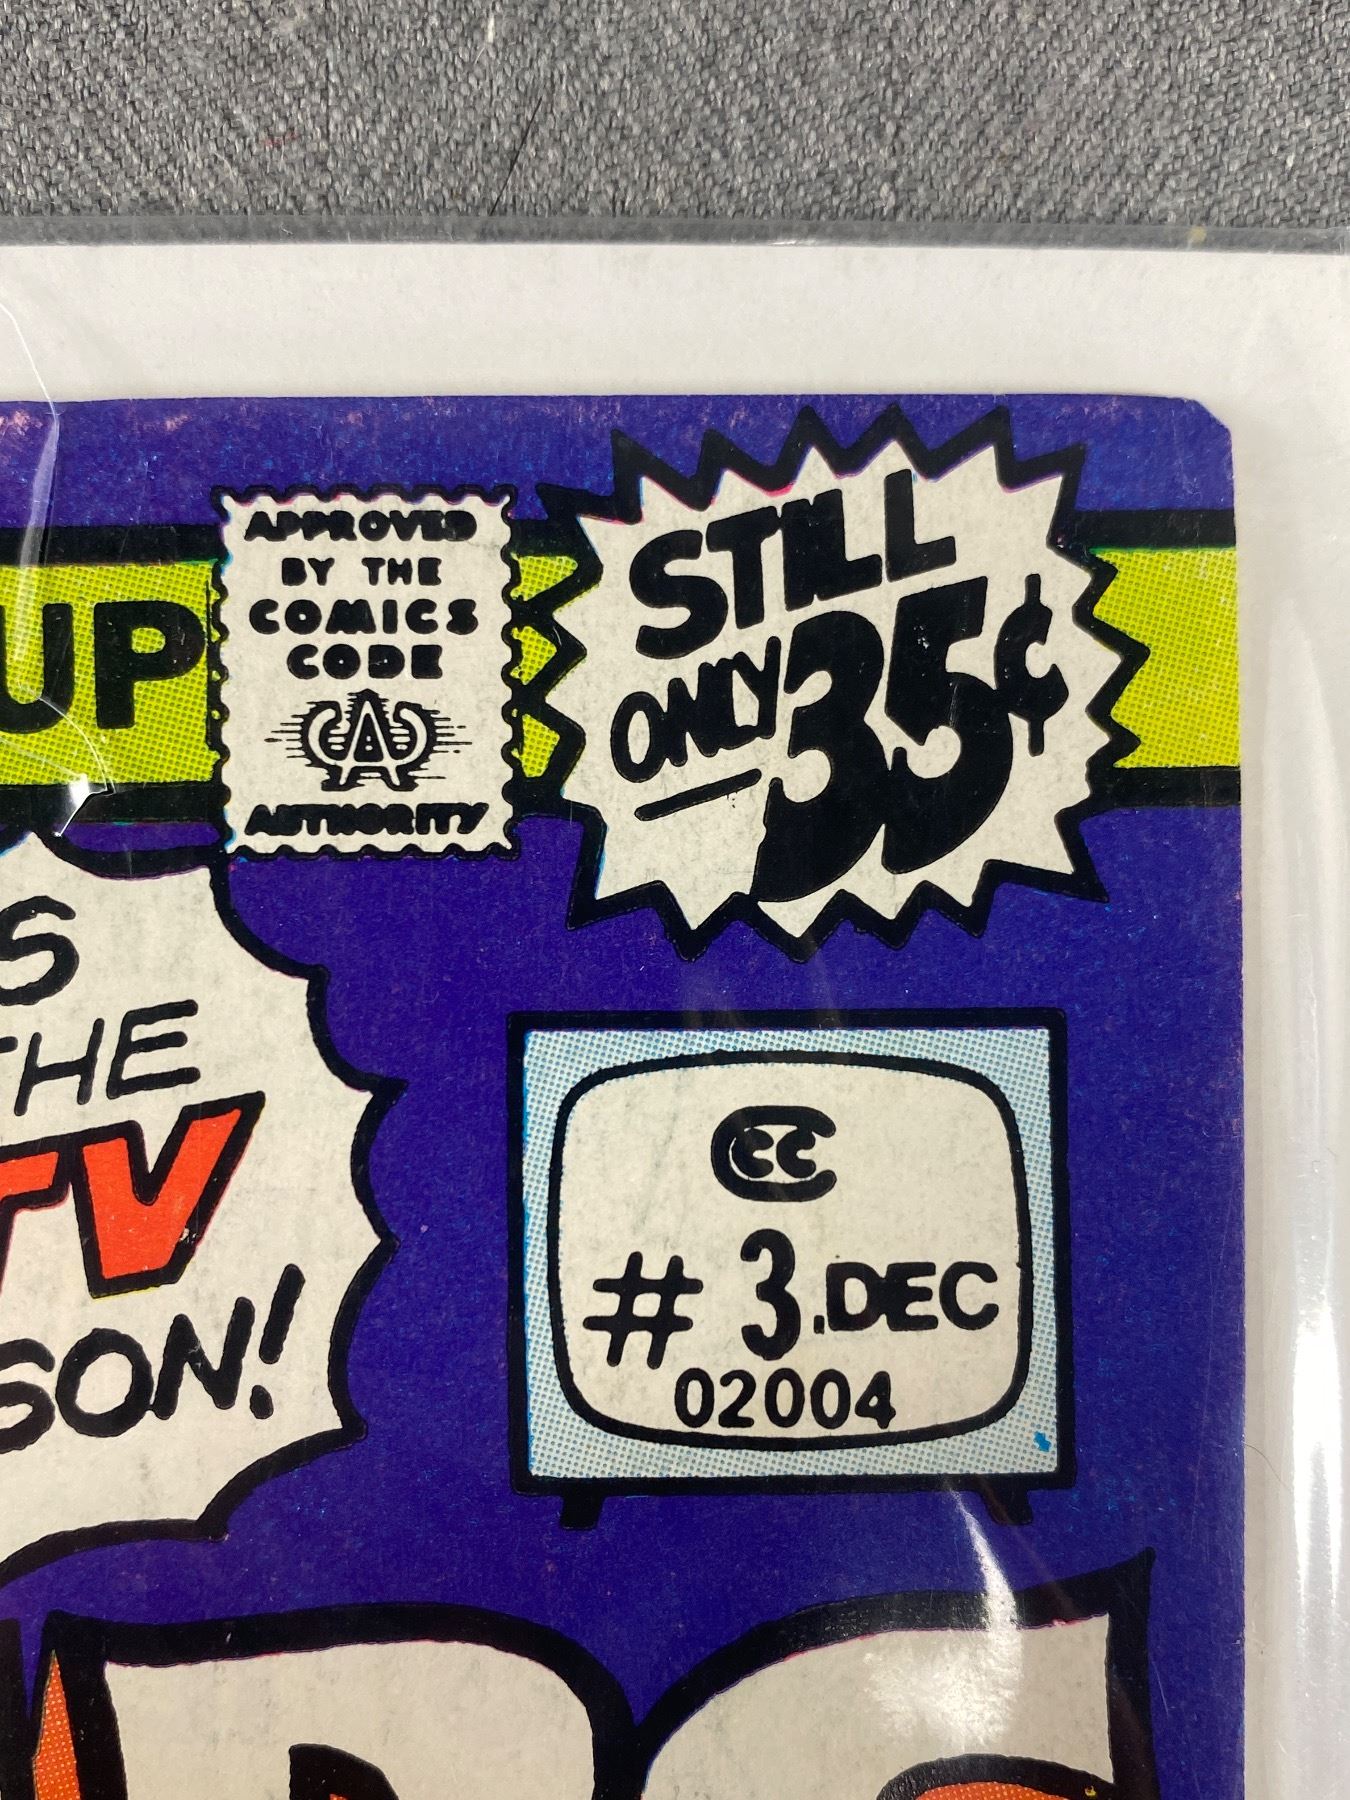 UP
APPROVED
BY THE
COMICS
CODE
A
AUTHORITY
STILL
ONLY 35¢
S
THE
TV
SON!
CC
# 3.DEC
02004